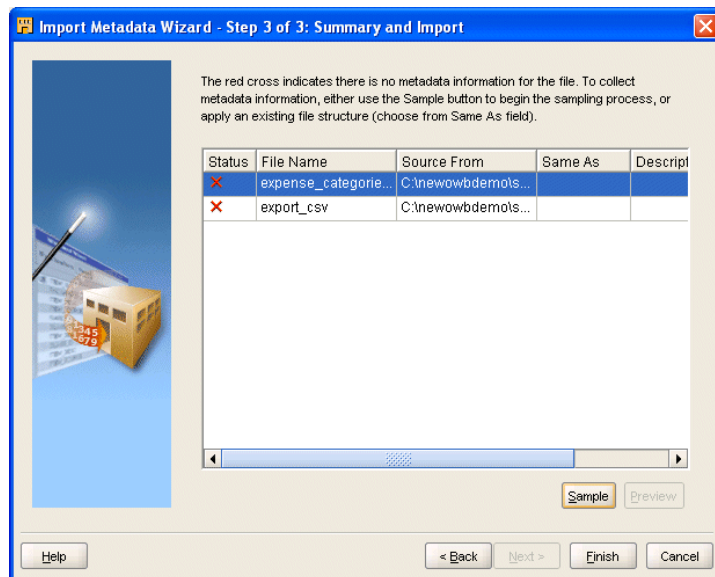 Import Metadata Wizard - Step 3 of 3: Summary and Import
The red cross indicates there is no metadata information for the file. To collect
metadata information, either use the Sample button to begin the sampling process, or
apply an existing file structure (choose from Same As field).
Status File Name Source From Same As Descript
expense_categorie... C:\newowbdemo\s...
export_csv C:\newowbdemo\s...
1345
1679
Sample Preview
Help < Back Next > Finish Cancel